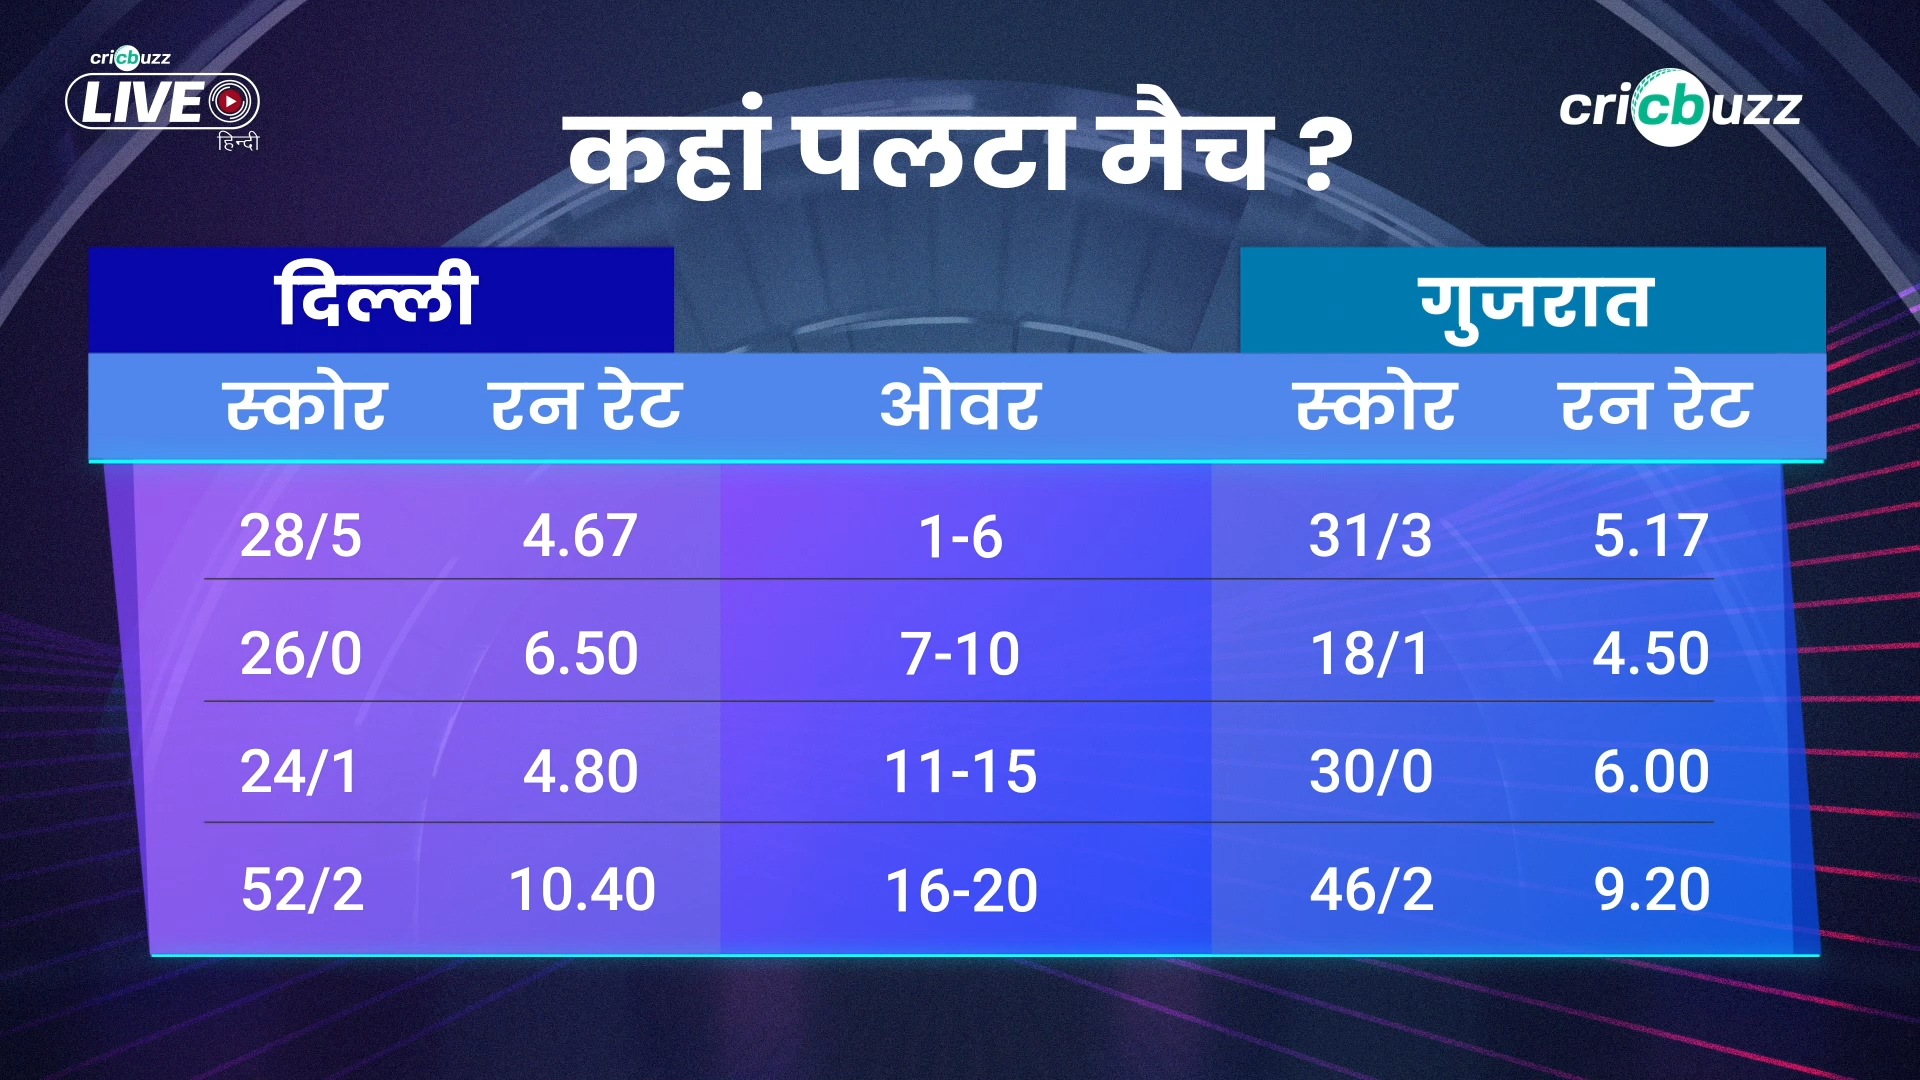 cricbuzz
LIVE
हिन्दी
cricbuzz
कहां पलटा मैच ?
दिल्ली गुजरात
स्कोर रन रेट ओवर स्कोर रन रेट
28/5 4.67 1-6 31/3 5.17
26/0 6.50 7-10 18/1 4.50
24/1 4.80 11-15 30/0 6.00
52/2 10.40 16-20 46/2 9.20